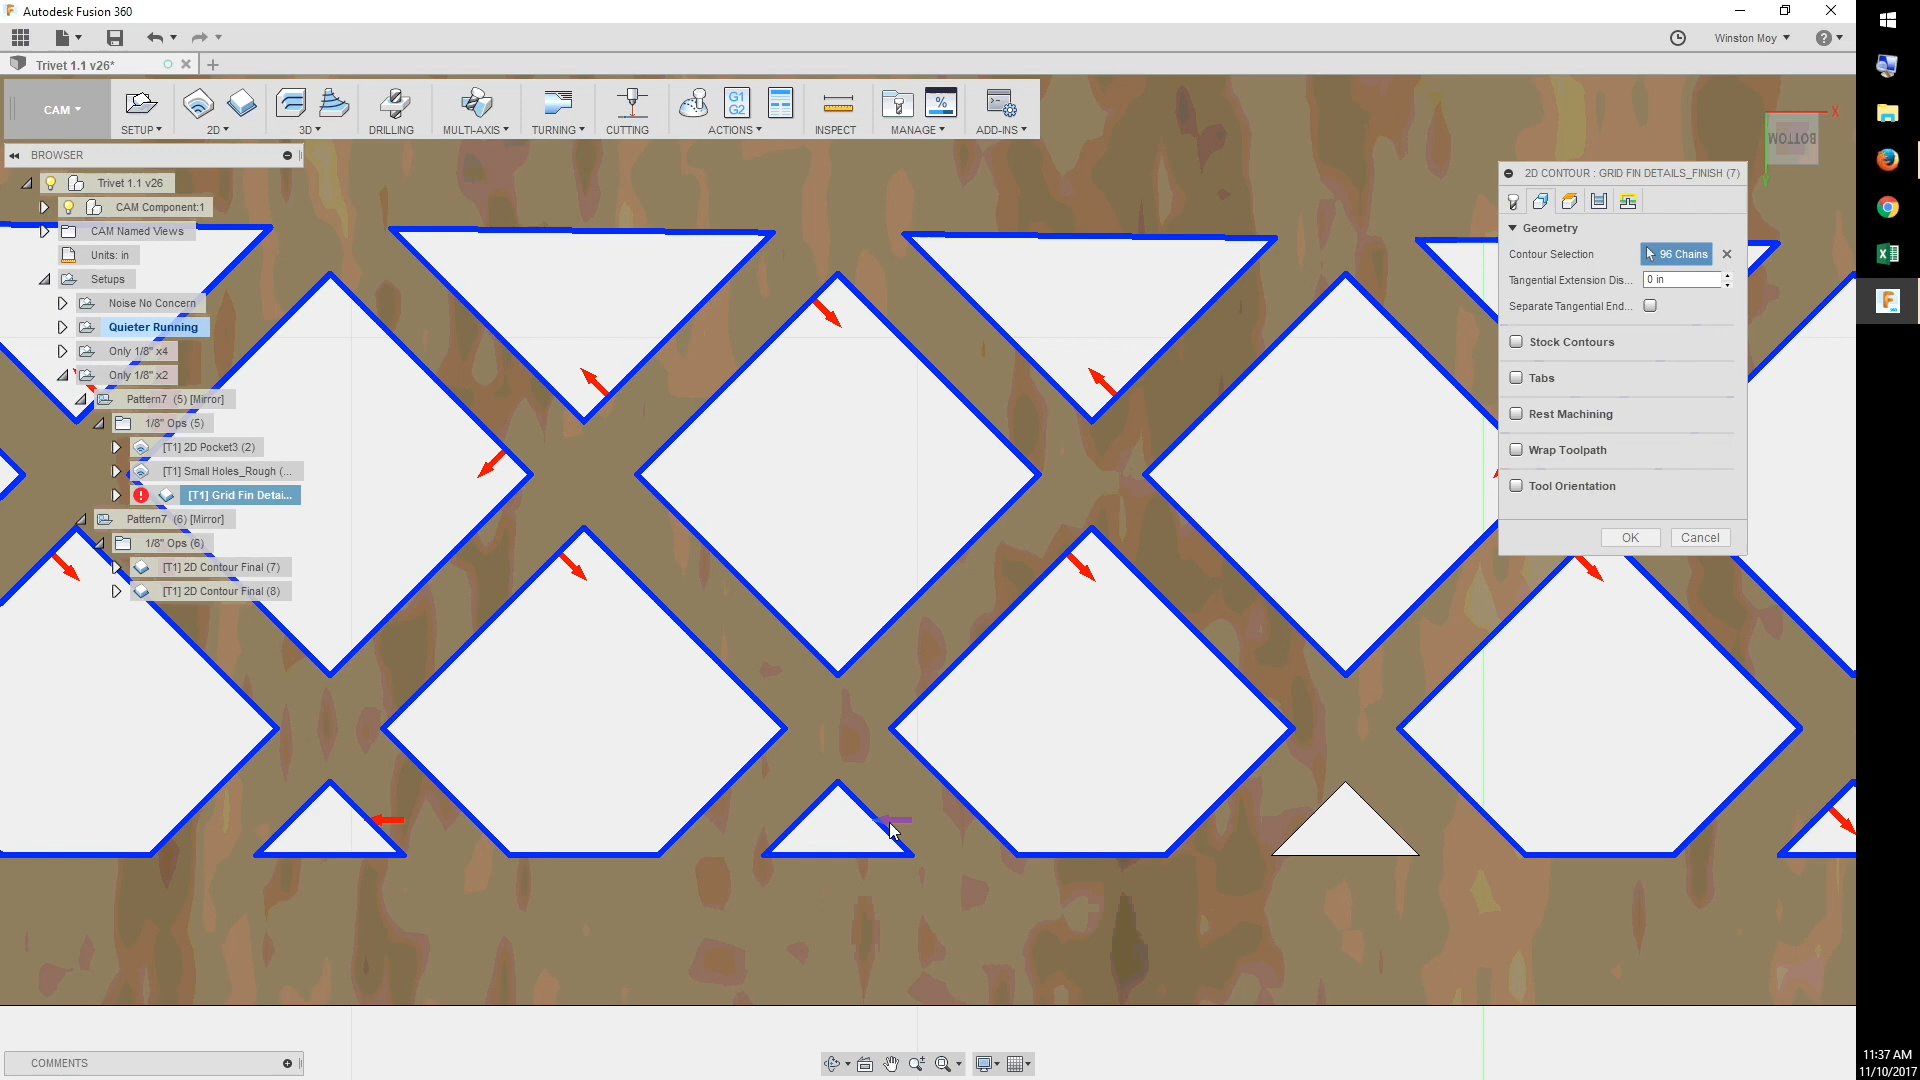 Autodesk Fusion 360
Winston Moy
Trivet 1.1 v26*
CAM
SETUP
2D
3D
DRILLING
MULTI-AXIS
TURNING
CUTTING
G1
G2
ACTIONS
INSPECT
%
MANAGE
ADD-INS
BROWSER
Trivet 1.1 v26
CAM Component:1
CAM Named Views
Units: in
Setups
Noise No Concern
Quieter Running
Only 1/8" x4
Only 1/8" x2
Pattern7 (5) [Mirror]
1/8" Ops (5)
[T1] 2D Pocket3 (2)
[T1] Small Holes_Rough (...
[T1] Grid Fin Detai...
Pattern7 (6) [Mirror]
1/8" Ops (6)
[T1] 2D Contour Final (7)
[T1] 2D Contour Final (8)
X
BOTTOM
Y
2D CONTOUR : GRID FIN DETAILS_FINISH (7)
Geometry
Contour Selection 96 Chains
Tangential Extension Dis... 0 in
Separate Tangential End...
Stock Contours
Tabs
Rest Machining
Wrap Toolpath
Tool Orientation
OK Cancel
COMMENTS
11:37 AM
11/10/2017